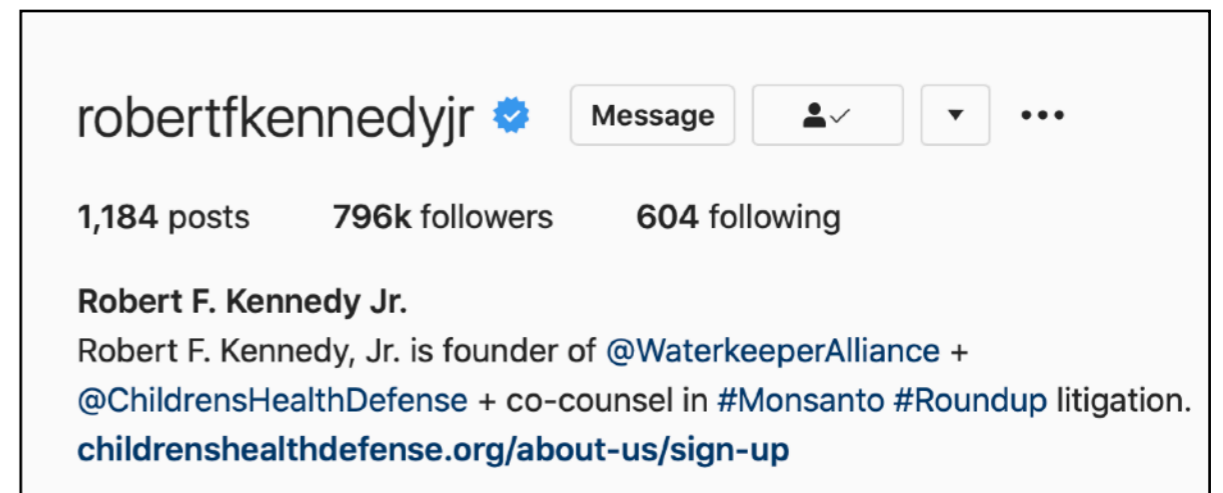 robertfkennedyjr Message
1,184 posts 796k followers 604 following
Robert F. Kennedy Jr.
Robert F. Kennedy, Jr. is founder of @WaterkeeperAlliance +
@ChildrensHealthDefense + co-counsel in #Monsanto #Roundup litigation.
childrenshealthdefense.org/about-us/sign-up